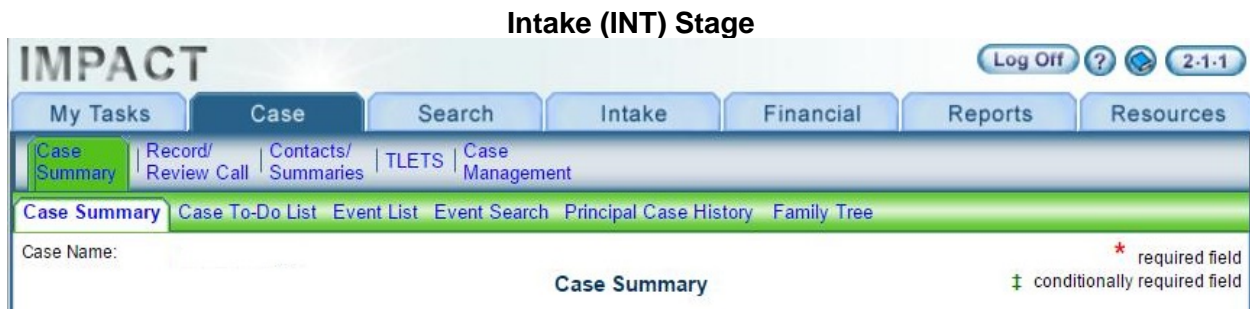 Intake (INT) Stage
IMPACT
Log Off ? 2-1-1
My Tasks Case Search Intake Financial Reports Resources
Case Summary | Record/ Review Call | Contacts/ Summaries | TLETS | Case Management
Case Summary Case To-Do List Event List Event Search Principal Case History Family Tree
Case Name:
* required field
Case Summary
‡ conditionally required field